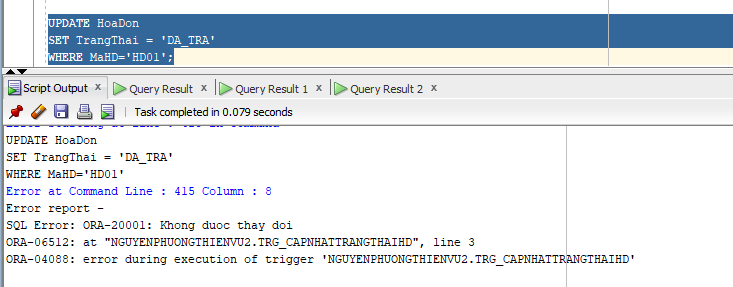 UPDATE HoaDon
SET TrangThai = 'DA_TRA'
WHERE MaHD='HD01';
Script Output x
Query Result x
Query Result 1 x
Query Result 2 x
Task completed in 0.079 seconds
UPDATE HoaDon
SET TrangThai = 'DA_TRA'
WHERE MaHD='HD01'
Error at Command Line : 415 Column : 8
Error report -
SQL Error: ORA-20001: Khong duoc thay doi
ORA-06512: at "NGUYENPHUONGTHIENVU2.TRG_CAPNHATTRANGTHAIHD", line 3
ORA-04088: error during execution of trigger 'NGUYENPHUONGTHIENVU2.TRG_CAPNHATTRANGTHAIHD'